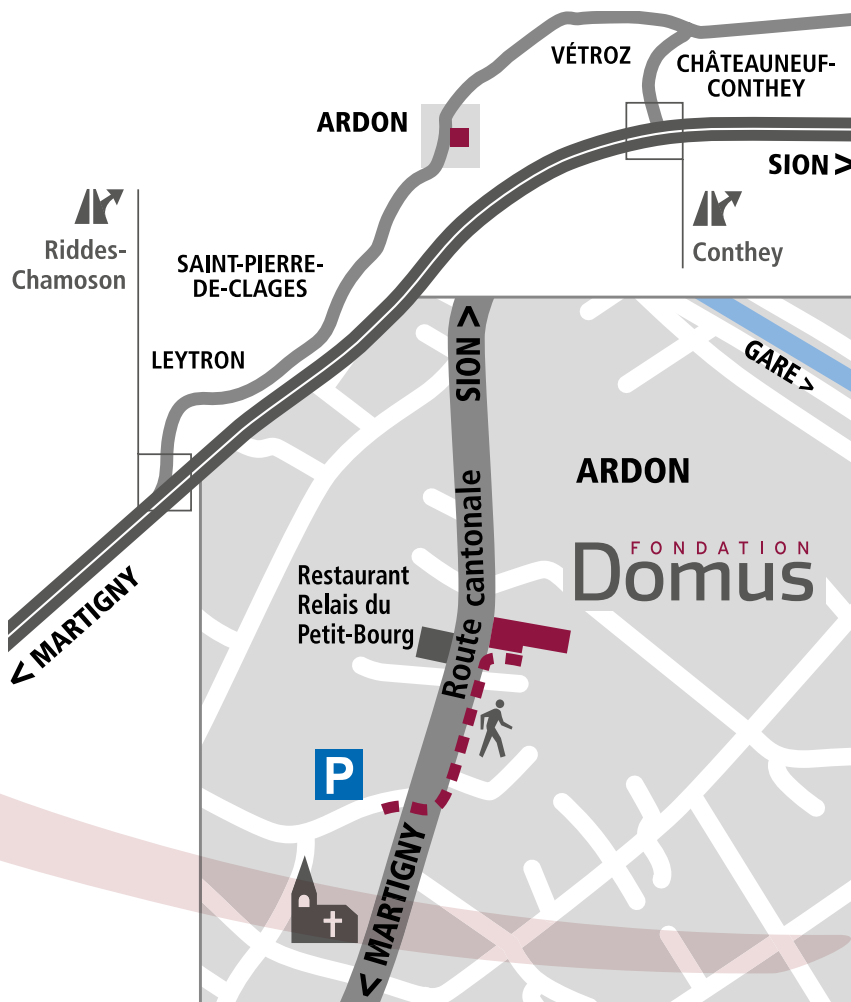 VÉTROZ
CHÂTEAUNEUF-
CONTHEY
ARDON
SION >
Riddes-
Chamoson
Conthey
SAINT-PIERRE-
DE-CLAGES
LEYTRON
SION >
GARE >
ARDON
Route cantonale
FONDATION
Domus
Restaurant
Relais du
Petit-Bourg
< MARTIGNY
P
< MARTIGNY